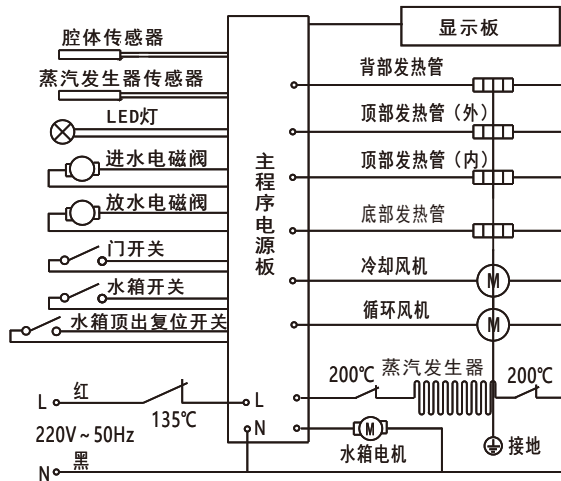 腔体传感器
显示板
蒸汽发生器传感器
LED灯
进水电磁阀
放水电磁阀
门开关
水箱开关
水箱顶出复位开关
主程序电源板
背部发热管
顶部发热管（外）
顶部发热管（内）
底部发热管
冷却风机
M
循环风机
M
200℃
蒸汽发生器
200℃
L
红
135℃
L
N
220V~50Hz
M
水箱电机
接地
N
黑